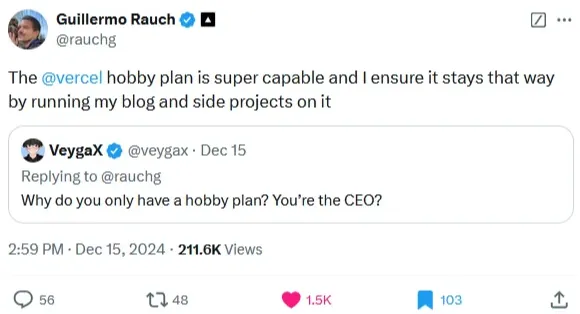 Guillermo Rauch
@rauchg
The @vercel hobby plan is super capable and I ensure it stays that way
by running my blog and side projects on it
VeygaX @veygax · Dec 15
Replying to @rauchg
Why do you only have a hobby plan? You’re the CEO?
2:59 PM · Dec 15, 2024 · 211.6K Views
56 48 1.5K 103